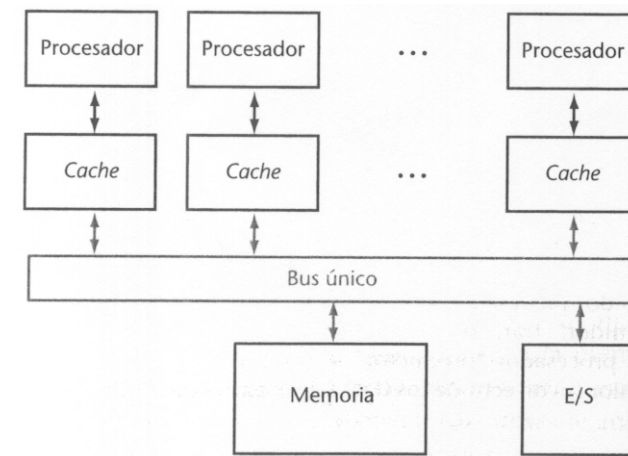 Procesador
Procesador
...
Procesador
Cache
Cache
...
Cache
Bus único
Memoria
E/S